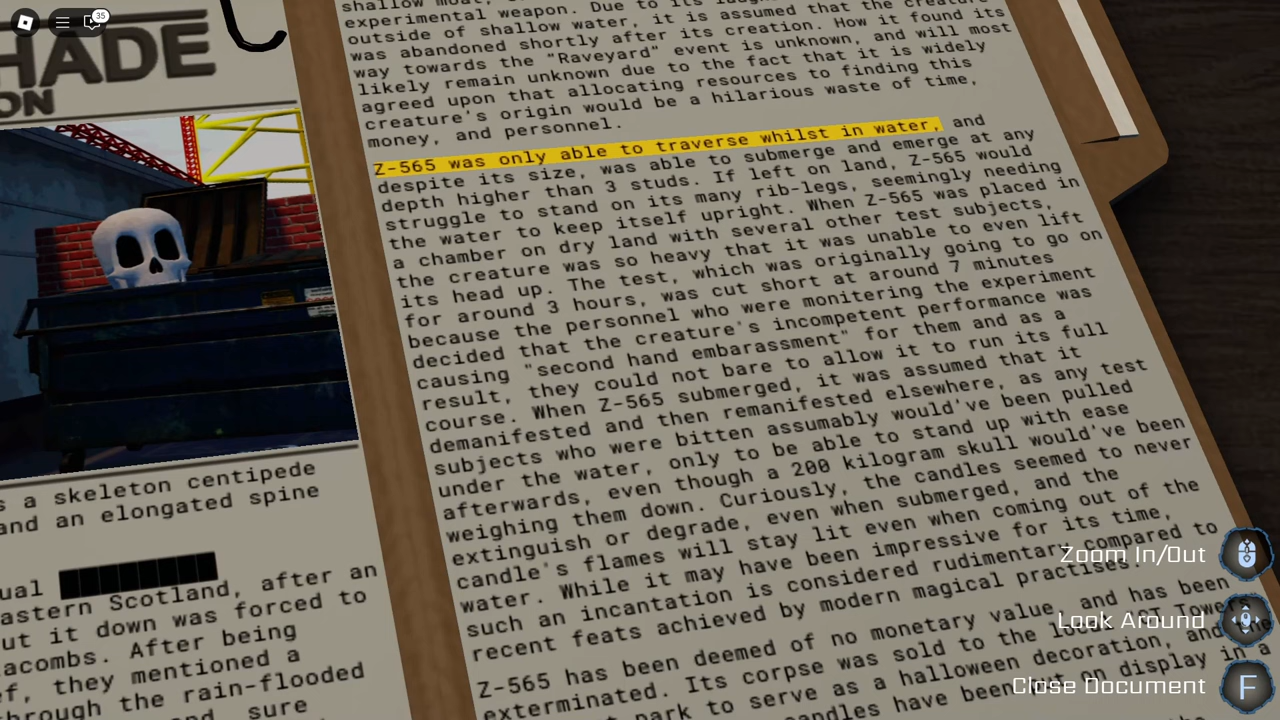 35
HADE
ON
shallow moat,
experimental weapon. Due to its
outside of shallow water, it is assumed that the creature
was abandoned shortly after its creation. How it found its
way towards the "Raveyard" event is unknown, and will most
likely remain unknown due to the fact that it is widely
agreed upon that allocating resources to finding this
creature's origin would be a hilarious waste of time,
money, and personnel.
Z-565 was only able to traverse whilst in water, and
despite its size, was able to submerge and emerge at any
depth higher than 3 studs. If left on land, Z-565 would
struggle to stand on its many rib-legs, seemingly needing
the water to keep itself upright. When Z-565 was placed in
a chamber on dry land with several other test subjects,
the creature was so heavy that it was unable to even lift
its head up. The test, which was originally going to go on
for around 3 hours, was cut short at around 7 minutes
because the personnel who were monitering the experiment
decided that the creature's incompetent performance was
causing "second hand embarassment" for them and as a
result, they could not bare to allow it to run its full
course. When Z-565 submerged, it was assumed that it
demanifested and then remanifested elsewhere, as any test
subjects who were bitten assumably would've been pulled
under the water, only to be able to stand up with ease
afterwards, even though a 200 kilogram skull would've been
weighing them down. Curiously, the candles seemed to never
extinguish or degrade, even when submerged, and the
candle's flames will stay lit even when coming out of the
water. While it may have been impressive for its time,
such an incantation is considered rudimentary compared to
recent feats achieved by modern magical practises.
Z-565 has been deemed of no monetary value, and has been
exterminated. Its corpse was sold to the local
park to serve as a halloween decoration, and the
candles have been put on display in a
s a skeleton centipede
and an elongated spine
ual
astern Scotland, after an
ut it down was forced to
acombs. After being
ef, they mentioned a
hrough the rain-flooded
sure
Zoom In/Out
Look Around
Close Document
F